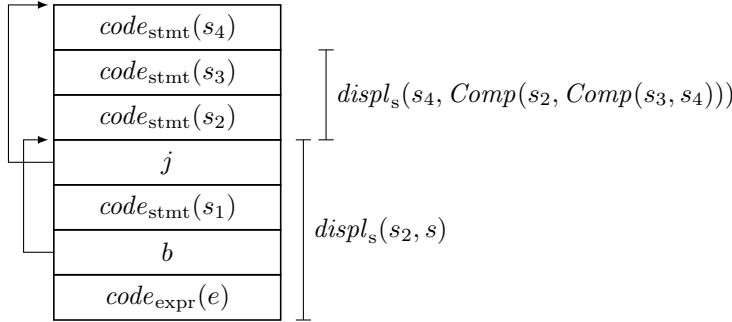 code_stmt(s_4)
code_stmt(s_3)
displ_s(s_4, Comp(s_2, Comp(s_3, s_4)))
code_stmt(s_2)
j
code_stmt(s_1)
displ_s(s_2, s)
b
code_expr(e)